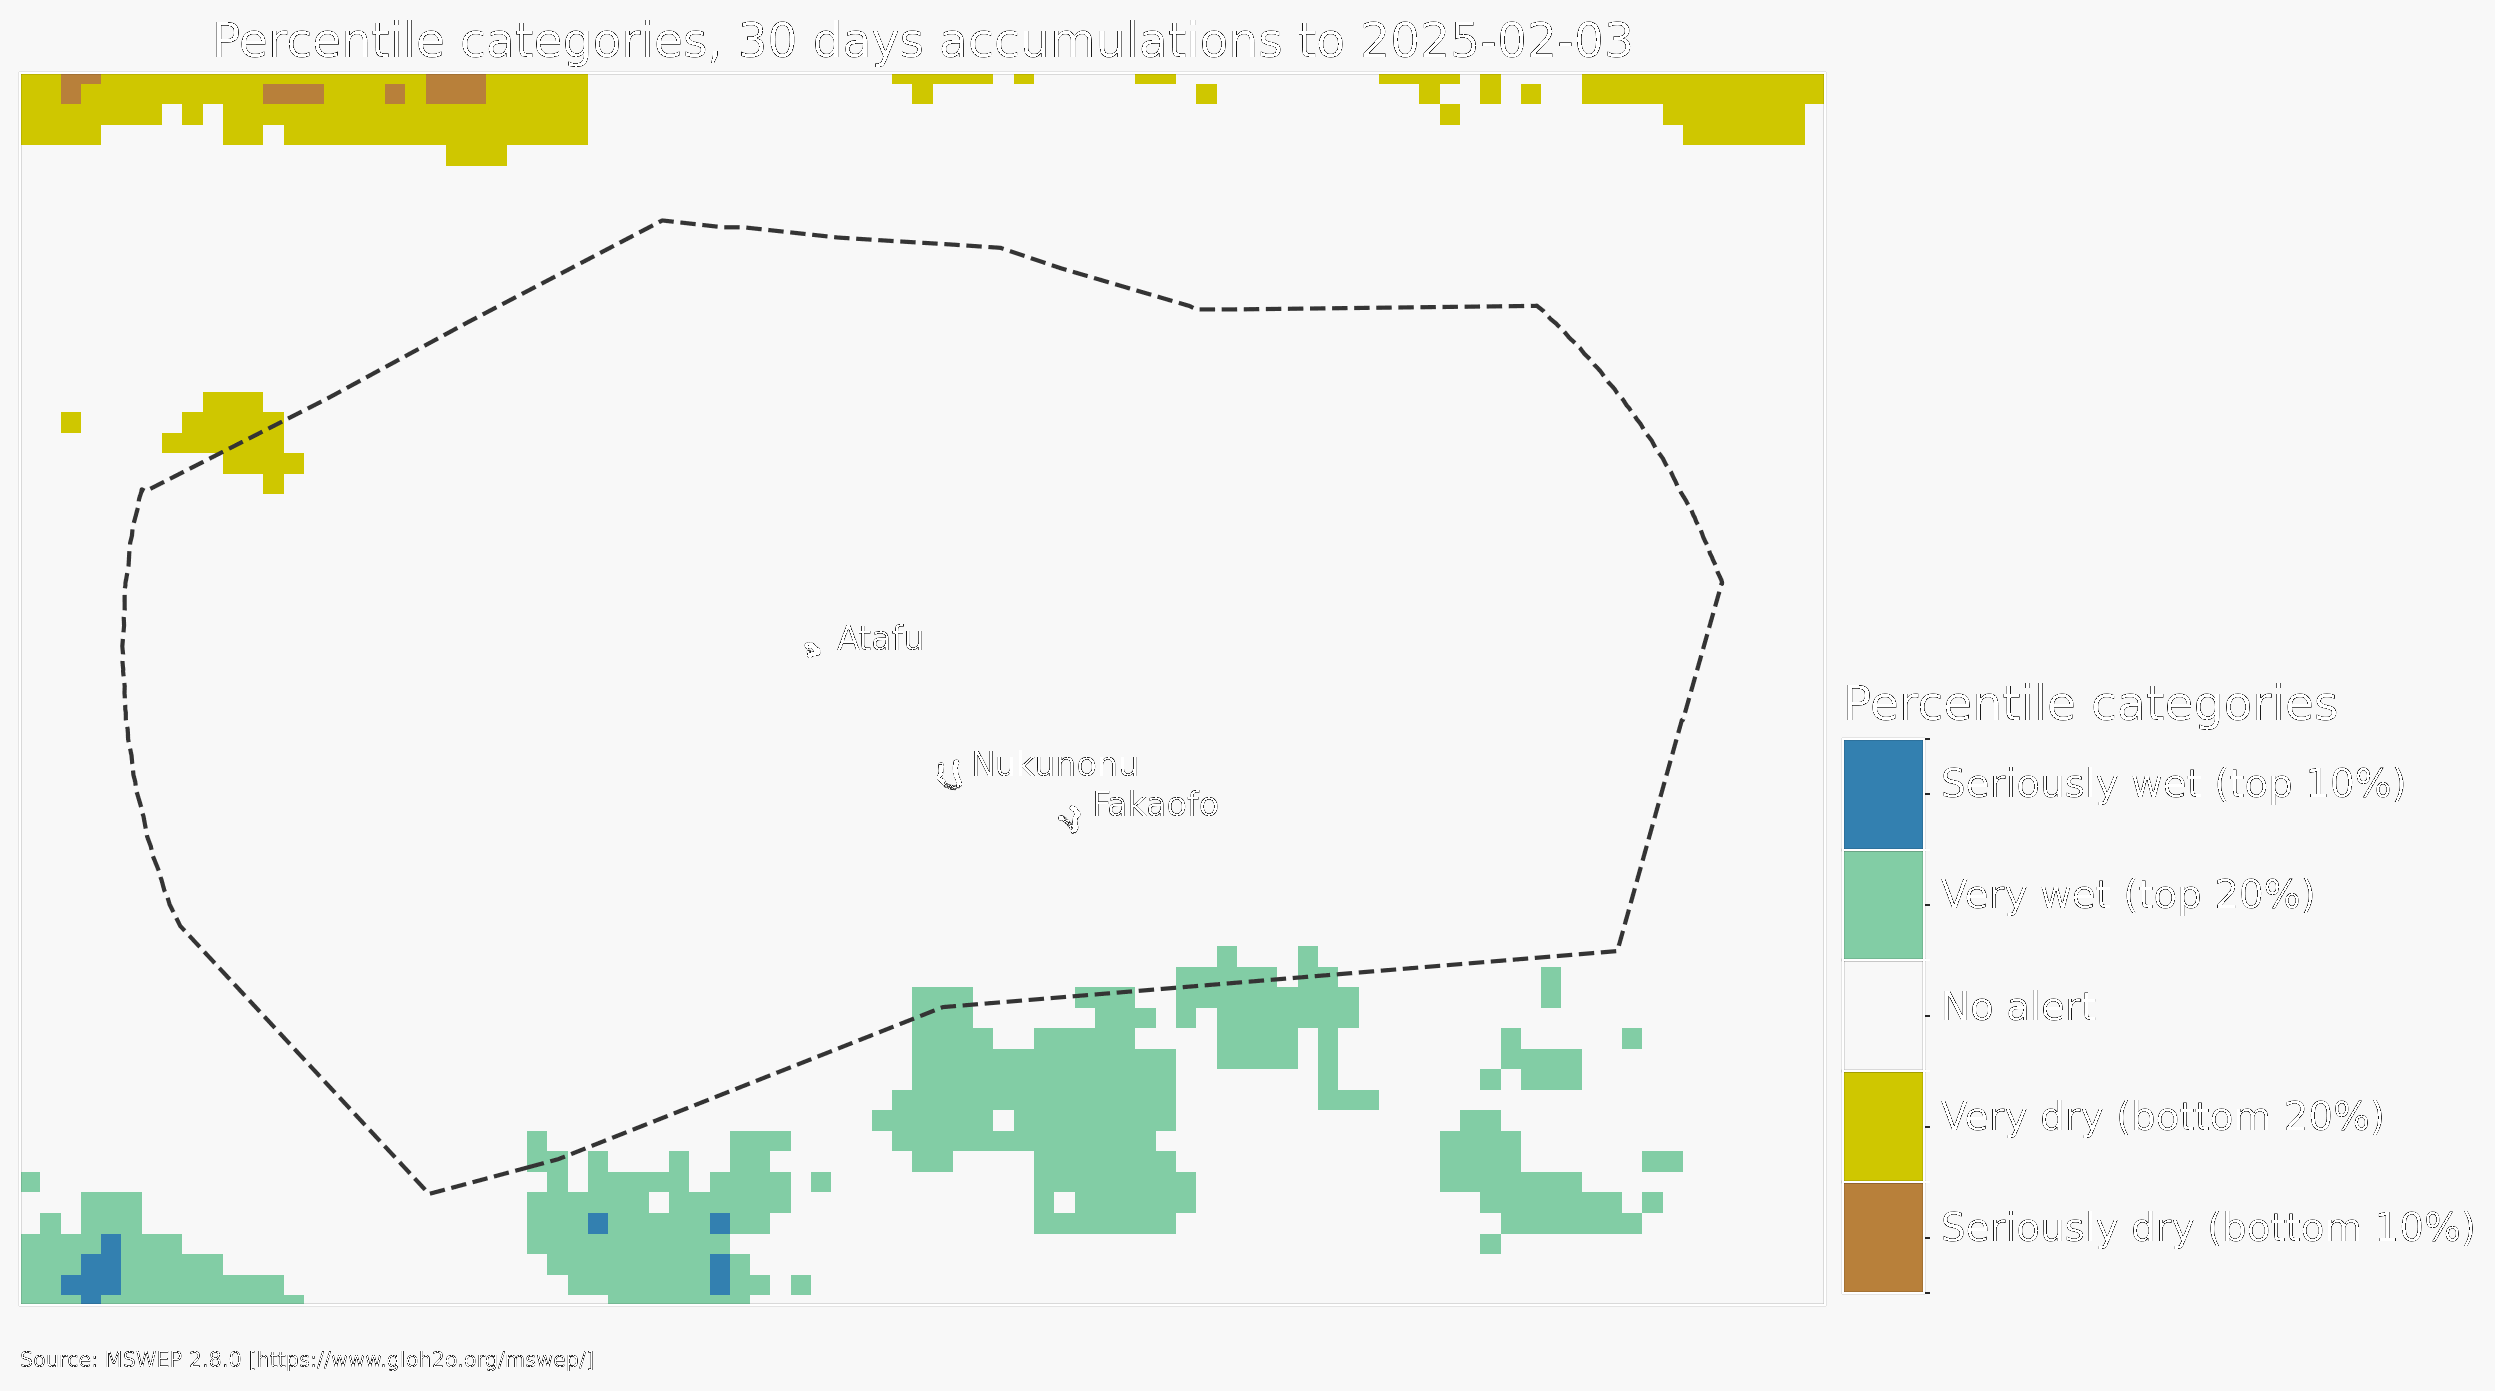 Percentile categories, 30 days accumulations to 2025-02-03
Atafu
Nukunonu
Fakaofo
Percentile categories
Seriously wet (top 10%)
Very wet (top 20%)
No alert
Very dry (bottom 20%)
Seriously dry (bottom 10%)
Source: MSWEP 2.8.0 [https://www.gloh2o.org/mswep/]